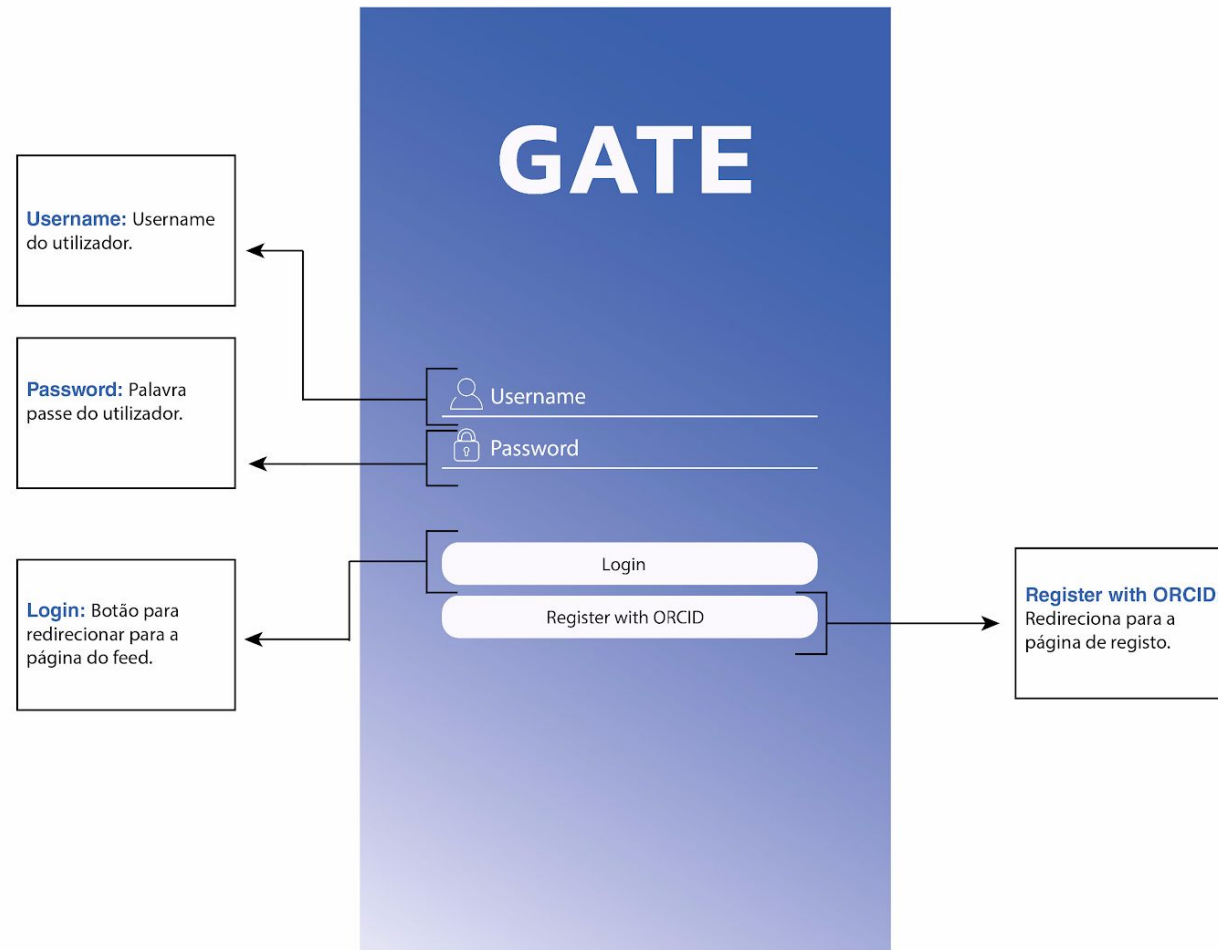 GATE
Username: Username
do utilizador.
Password: Palavra
passe do utilizador.
Username
Password
Login
Register with ORCID
Login: Botão para
redirecionar para a
página do feed.
Register with ORCID
Redireciona para a
página de registo.